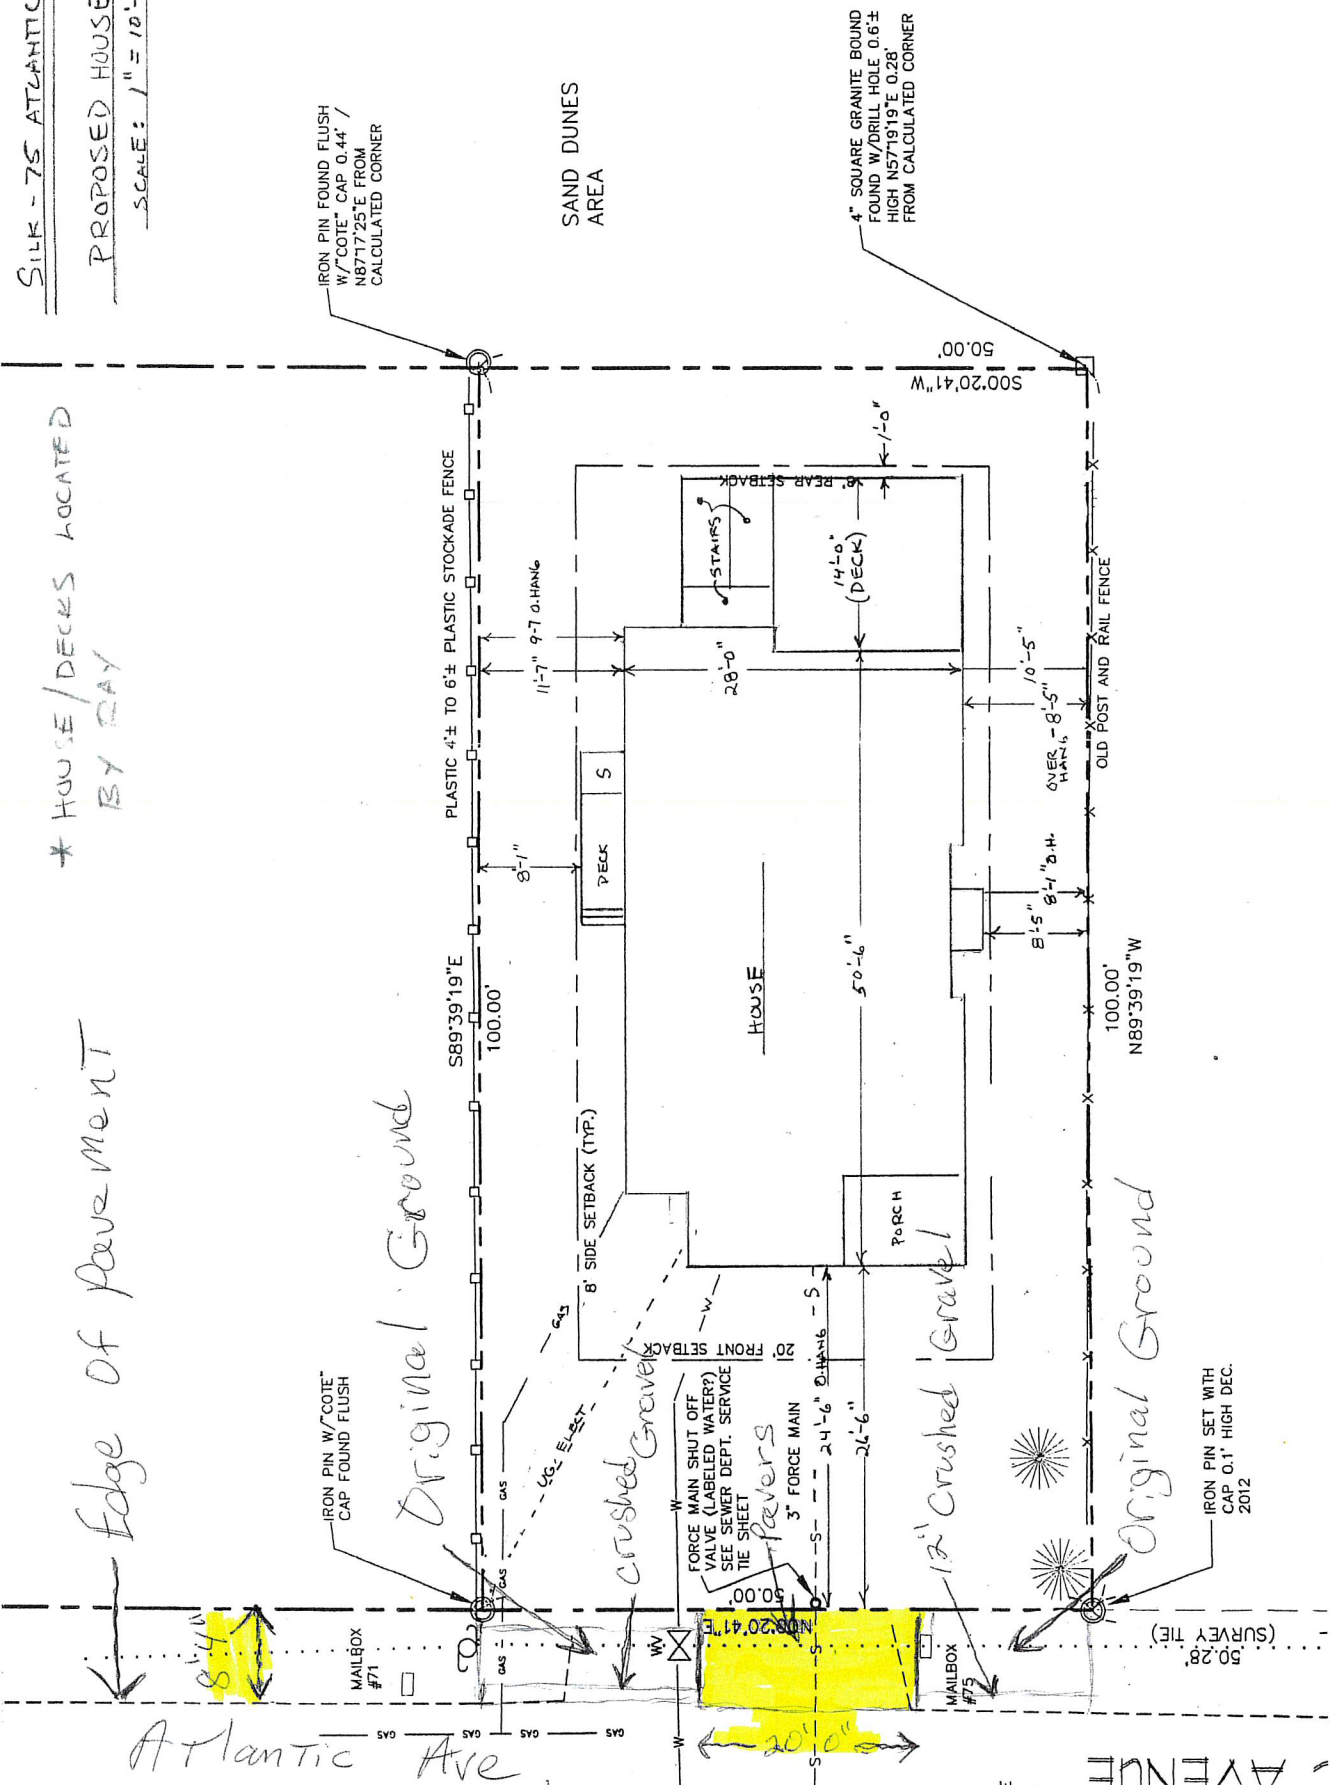 SILK - 75 ATLANTIC
PROPOSED HOUSE
SCALE: 1" = 10'-
* HOUSE/DECKS LOCATED
BY RAY
Edge Of Pavement
IRON PIN FOUND FLUSH
W/"COTE" CAP 0.44' /
N87°17'25"E FROM
CALCULATED CORNER
SAND DUNES
AREA
4" SQUARE GRANITE BOUND
FOUND W/DRILL HOLE 0.6'±
HIGH N57°19'19"E 0.28'
FROM CALCULATED CORNER
50.00'
S00°20'41"W
PLASTIC 4'± TO 6'± PLASTIC STOCKADE FENCE
S89°39'19"E
100.00'
Original Ground
IRON PIN W/"COTE"
CAP FOUND FLUSH
11'-7" 9-7 O.HANG
8'-1"
DECK S
8' SIDE SETBACK (TYP.)
8' REAR SETBACK
1'-0"
STAIRS
14'-0"
(DECK)
28'-0"
HOUSE
50'-6"
PORCH
10'-5"
OVER HANG - 8'-5"
8'-1" O.H.
8'-5"
OLD POST AND RAIL FENCE
100.00'
N89°39'19"W
GAS
UG- ELECT
20' FRONT SETBACK
crushed Gravel
FORCE MAIN SHUT OFF
VALVE (LABELED WATER?)
SEE SEWER DEPT. SERVICE
TIE SHEET
Pavers
3" FORCE MAIN
24'-6" O.HANG
26'-6"
12" Crushed Gravel
Original Ground
IRON PIN SET WITH
CAP 0.1' HIGH DEC.
2012
50.00'
N00°20'41"E
50.28'
(SURVEY TIE)
8'4"
MAILBOX
#71
GAS GAS
WV
W W W
S S S S
MAILBOX
#75
GAS GAS GAS GAS
20' 0"
Atlantic Ave
AVENUE